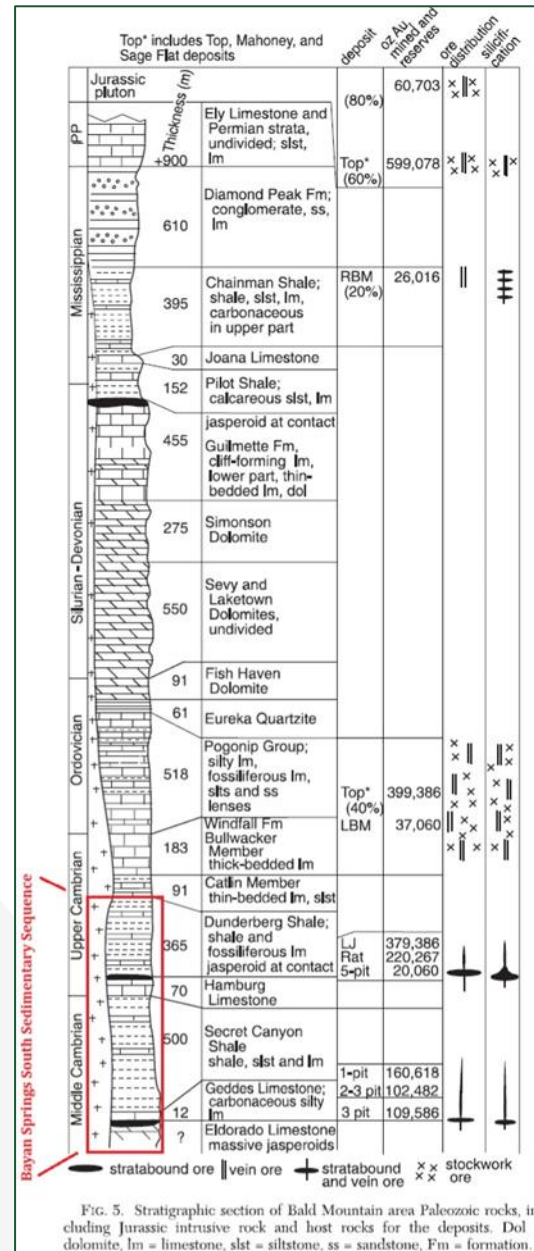 Top* includes Top, Mahoney, and
Sage Flat deposits
Thickness (m)
deposit
oz Au, mined and reserves
ore distribution
silicifi-cation
Jurassic
pluton
(80%)
60,703
IPP
+900
Ely Limestone and
Permian strata,
undivided; slst,
lm
Top*
(60%)
599,078
Mississippian
610
Diamond Peak Fm;
conglomerate, ss,
lm
395
Chainman Shale;
shale, slst, lm,
carbonaceous
in upper part
RBM
(20%)
26,016
30
Joana Limestone
152
Pilot Shale;
calcareous slst, lm
Silurian-Devonian
jasperoid at contact
455
Guilmette Fm,
cliff-forming lm,
lower part, thin-
bedded lm, dol
275
Simonson
Dolomite
550
Sevy and
Laketown
Dolomites,
undivided
91
Fish Haven
Dolomite
Ordovician
61
Eureka Quartzite
518
Pogonip Group;
silty lm,
fossiliferous lm,
slts and ss
lenses
Top*
(40%)
399,386
LBM
37,060
Upper Cambrian
183
Windfall Fm
Bullwacker
Member
thick-bedded lm
91
Catlin Member
thin-bedded lm, slst
365
Dunderberg Shale;
shale and
fossiliferous lm
jasperoid at contact
LJ
379,386
Rat
220,267
5-pit
20,060
70
Hamburg
Limestone
Middle Cambrian
500
Secret Canyon
Shale
shale, slst and lm
1-pit
160,618
12
Geddes Limestone;
carbonaceous silty
lm
2-3 pit
102,482
3 pit
109,586
?
Eldorado Limestone
massive jasperoids
Bayan Springs South Sedimentary Sequence
stratabound ore
vein ore
stratabound
and vein ore
stockwork
ore
FIG. 5. Stratigraphic section of Bald Mountain area Paleozoic rocks, in
cluding Jurassic intrusive rock and host rocks for the deposits. Dol
dolomite, lm = limestone, slst = siltstone, ss = sandstone, Fm = formation.